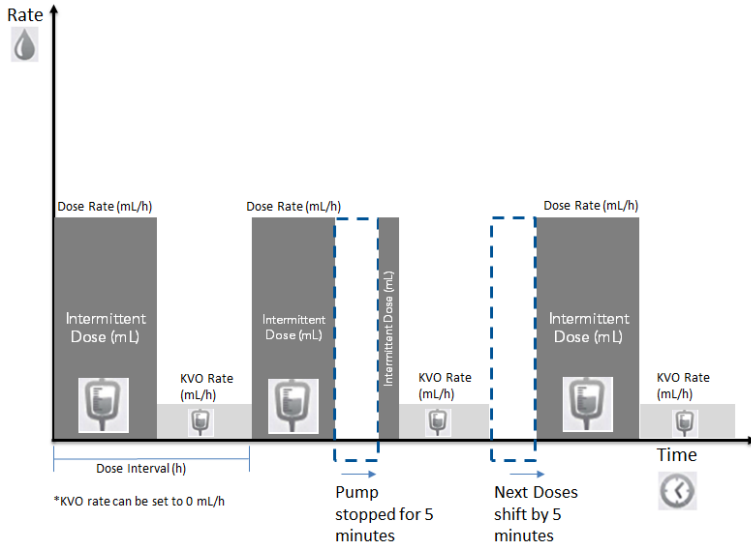 Rate
Dose Rate (mL/h)
Dose Rate (mL/h)
Dose Rate (mL/h)
Intermittent
Dose (mL)
Intermittent
Dose (mL)
Intermittent Dose (mL)
Intermittent
Dose (mL)
KVO Rate
(mL/h)
KVO Rate
(mL/h)
KVO Rate
(mL/h)
Dose Interval (h)
Time
*KVO rate can be set to 0 mL/h
Pump
stopped for 5
minutes
Next Doses
shift by 5
minutes